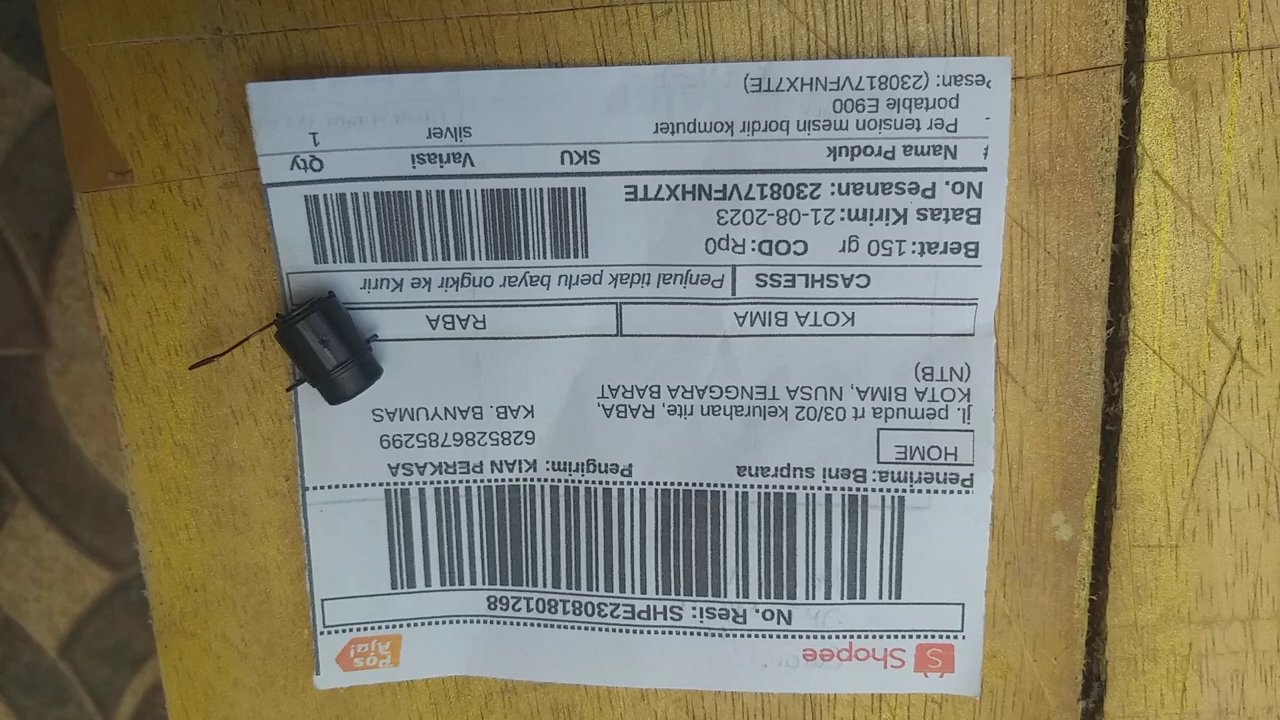 Shopee
Pos Aja!
No. Resi: SHPE230818801268
Penerima: Beni suprana
Pengirim: KIAN PERKASA
HOME
6285286785299
jl. pemuda rt 03/02 kelurahan rite, RABA,
KAB. BANYUMAS
KOTA BIMA, NUSA TENGGARA BARAT
(NTB)
KOTA BIMA
RABA
CASHLESS
Penjual tidak perlu bayar ongkir ke Kurir
Berat: 150 gr COD: Rp0
Batas Kirim: 21-08-2023
No. Pesanan: 230817VFNHX7TE
# Nama Produk SKU Variasi Qty
Per tension mesin bordir komputer silver 1
portable E900
Pesan: (230817VFNHX7TE)